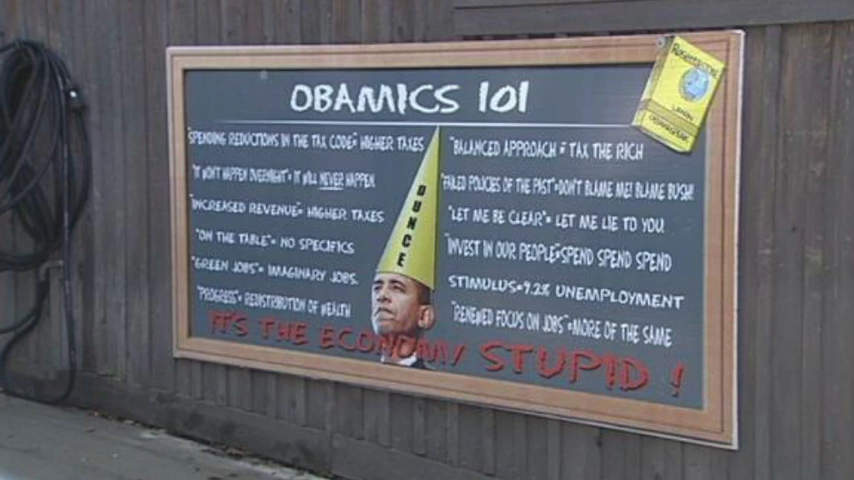 OBAMICS 101
"SPENDING REDUCTIONS IN THE TAX CODE"= HIGHER TAXES
"IT WON'T HAPPEN OVERNIGHT"= IT WILL NEVER HAPPEN
"INCREASED REVENUE"= HIGHER TAXES
"ON THE TABLE"= NO SPECIFICS
"GREEN JOBS"= IMAGINARY JOBS.
"PROGRESS"= REDISTRIBUTION OF WEALTH
DUNCE
"BALANCED APPROACH"= TAX THE RICH
"FAILED POLICIES OF THE PAST"=DON'T BLAME ME! BLAME BUSH!
"LET ME BE CLEAR"= LET ME LIE TO YOU.
"INVEST IN OUR PEOPLE"=SPEND SPEND SPEND
STIMULUS=9.2% UNEMPLOYMENT
"RENEWED FOCUS ON JOBS"=MORE OF THE SAME
IT'S THE ECONOMY STUPID !